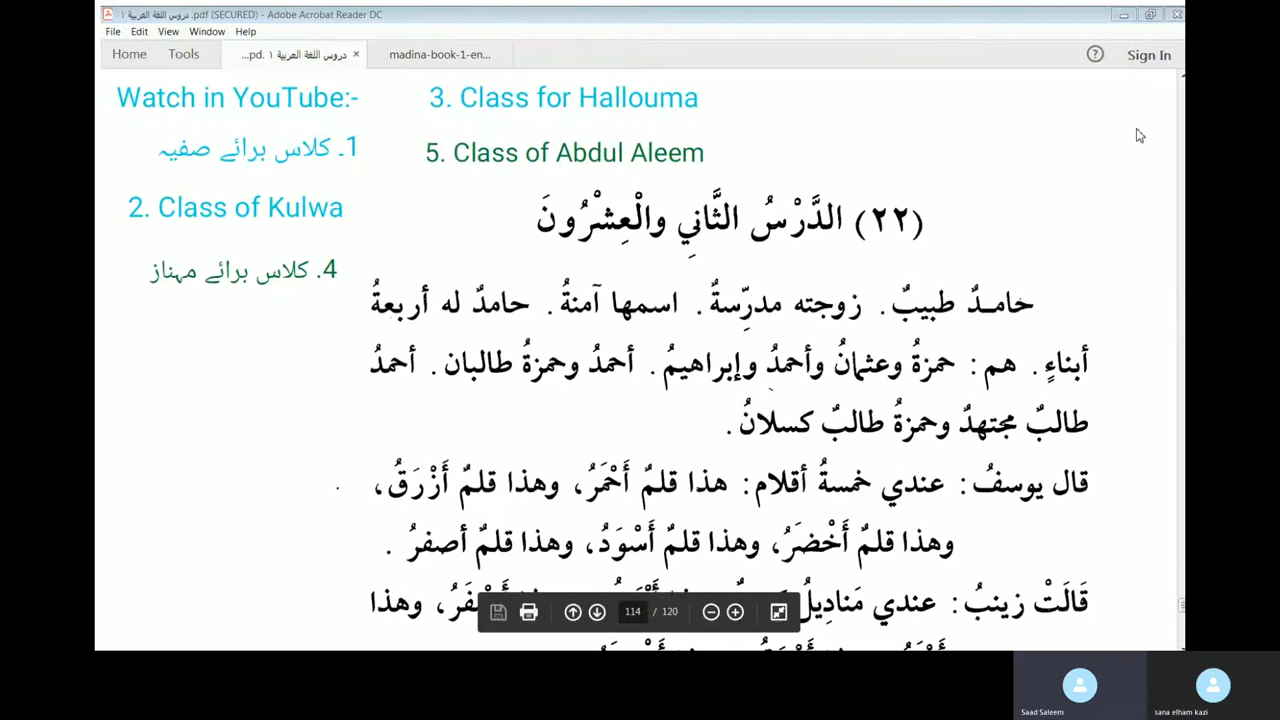 دروس اللغة العربية ١.pdf (SECURED) - Adobe Acrobat Reader DC
File Edit View Window Help
Home Tools دروس اللغة العربية ١.pd... × madina-book-1-en... ? Sign In
Watch in YouTube:-
3. Class for Hallouma
1۔ کلاس برائے صفیہ
5. Class of Abdul Aleem
2. Class of Kulwa
4. کلاس برائے مہناز
(٢٢) الدَّرْسُ الثَّانِي والْعِشْرُونَ
حامـدٌ طبيبٌ. زوجته مدرِّسةٌ. اسمها آمنةُ. حامدٌ له أربعةُ
أبناءٍ. هم: حمزةُ وعثمانُ وأحمدُ وإبراهيمُ. أحمدُ وحمزةُ طالبان. أحمدُ
طالبٌ مجتهدٌ وحمزةُ طالبٌ كسلانُ.
قال يوسفُ: عندي خمسةُ أقلام: هذا قلمٌ أَحْمَرُ، وهذا قلمٌ أَزْرَقُ،
وهذا قلمٌ أَخْضَرُ، وهذا قلمٌ أَسْوَدُ، وهذا قلمٌ أصفرُ.
قَالَتْ زينبُ: عندي مَناديلُ وهذا
114 / 120
Saad Saleem
sana elham kazi